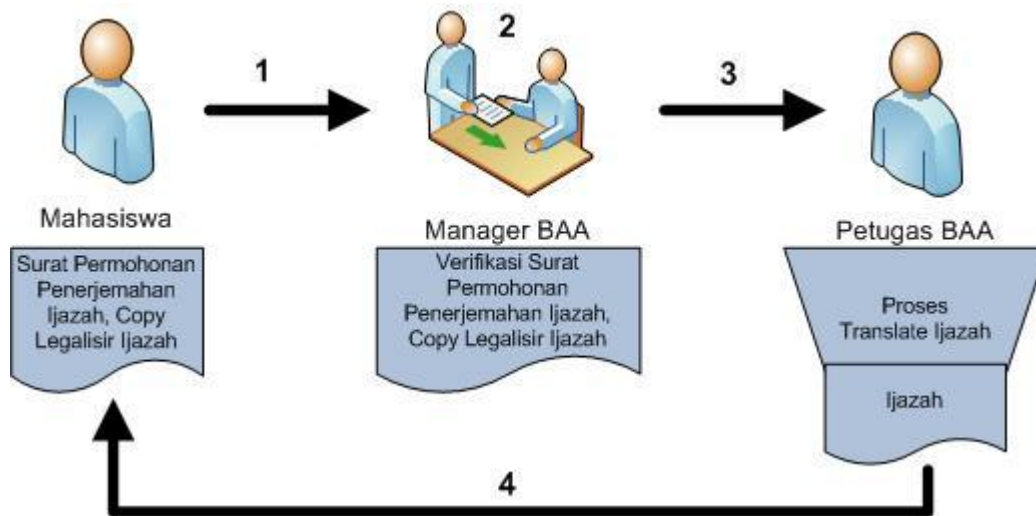 1
2
3
Mahasiswa
Manager BAA
Petugas BAA
Surat Permohonan
Penerjemahan
Ijazah, Copy
Legalisir Ijazah
Verifikasi Surat
Permohonan
Penerjemahan Ijazah,
Copy Legalisir Ijazah
Proses
Translate Ijazah
Ijazah
4